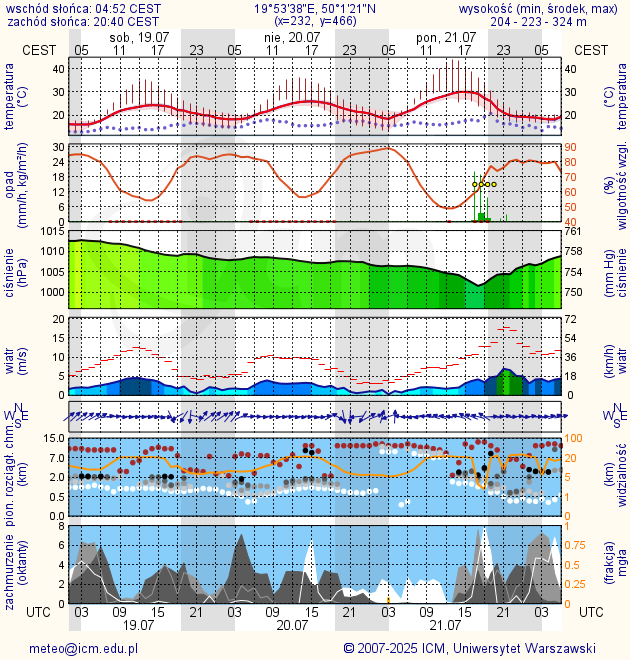 wschód słońca: 04:52 CEST
19°53'38"E, 50°1'21"N
wysokość (min, środek, max)
zachód słońca: 20:40 CEST
(x=232, y=466)
204 - 223 - 324 m
sob, 19.07
nie, 20.07
pon, 21.07
CEST 05 11 17 23 05 11 17 23 05 11 17 23 05 CEST
temperatura
(°C)
40
30
20
40
30
20
temperatura
(°C)
opad
(mm/h, kg/m²/h)
30
24
18
12
6
0
90
80
70
60
50
40
(%)
wilgotność wzgl.
ciśnienie
(hPa)
1015
1010
1005
1000
761
758
754
750
(mm Hg)
ciśnienie
wiatr
(m/s)
20
15
10
5
0
72
54
36
18
0
(km/h)
wiatr
N
W E
S
N
W E
S
pion. rozciągł. chm.
(km)
15.0
7.0
2.0
0.5
0.0
100
20
5
1
0
(km)
widzialność
zachmurzenie
(oktanty)
8
6
4
2
0
1
0.75
0.5
0.25
0
(frakcja)
mgła
UTC 03 09 15 21 03 09 15 21 03 09 15 21 03 UTC
19.07
20.07
21.07
meteo@icm.edu.pl
© 2007-2025 ICM, Uniwersytet Warszawski